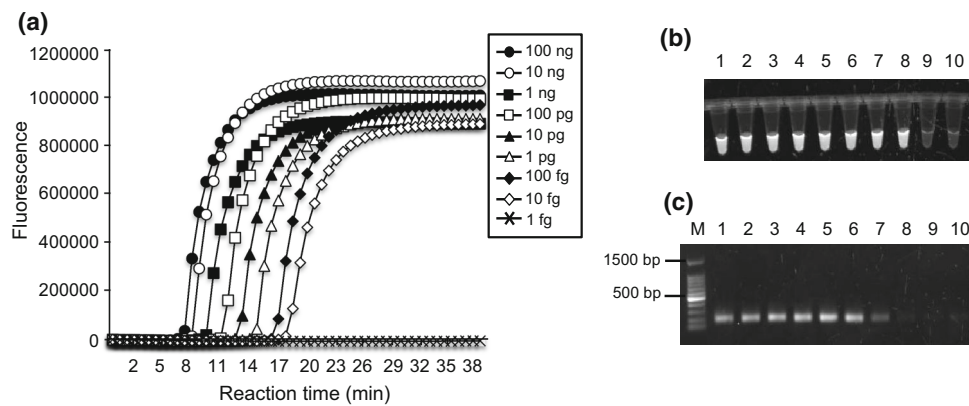 (a)
1200000
1000000
800000
600000
400000
200000
0
Fluorescence
2 5 8 11 14 17 20 23 26 29 32 35 38
Reaction time (min)
100 ng
10 ng
1 ng
100 pg
10 pg
1 pg
100 fg
10 fg
1 fg
(b)
1 2 3 4 5 6 7 8 9 10
(c)
M 1 2 3 4 5 6 7 8 9 10
1500 bp
500 bp